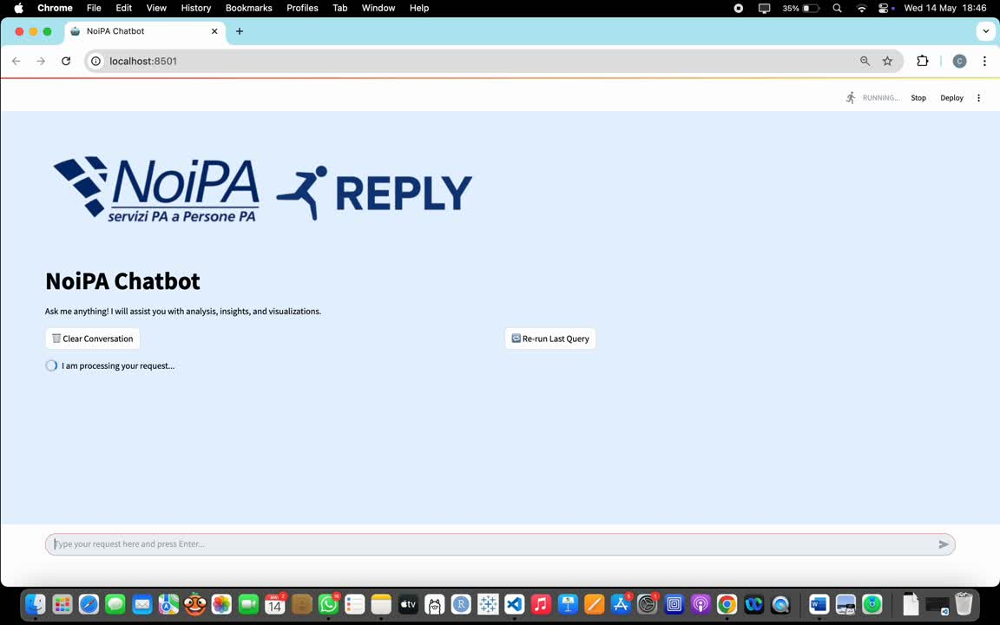 Chrome File Edit View History Bookmarks Profiles Tab Window Help 35% Wed 14 May 18:46
NoiPA Chatbot
localhost:8501 C
RUNNING... Stop Deploy
NoiPA REPLY
servizi PA a Persone PA
NoiPA Chatbot
Ask me anything! I will assist you with analysis, insights, and visualizations.
Clear Conversation Re-run Last Query
I am processing your request...
Type your request here and press Enter...
14 tv R W